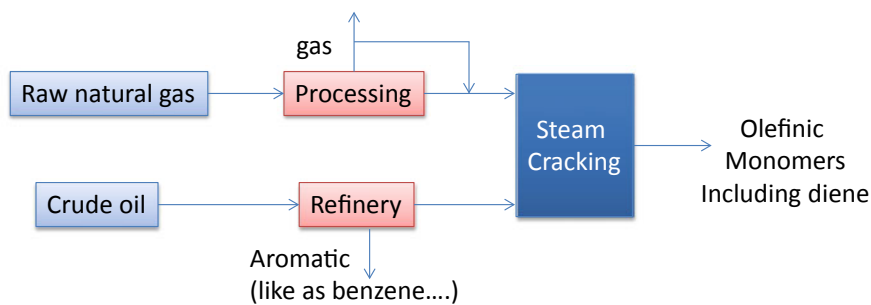 gas
Raw natural gas
Processing
Steam
Cracking
Olefinic
Monomers
Including diene
Crude oil
Refinery
Aromatic
(like as benzene….)